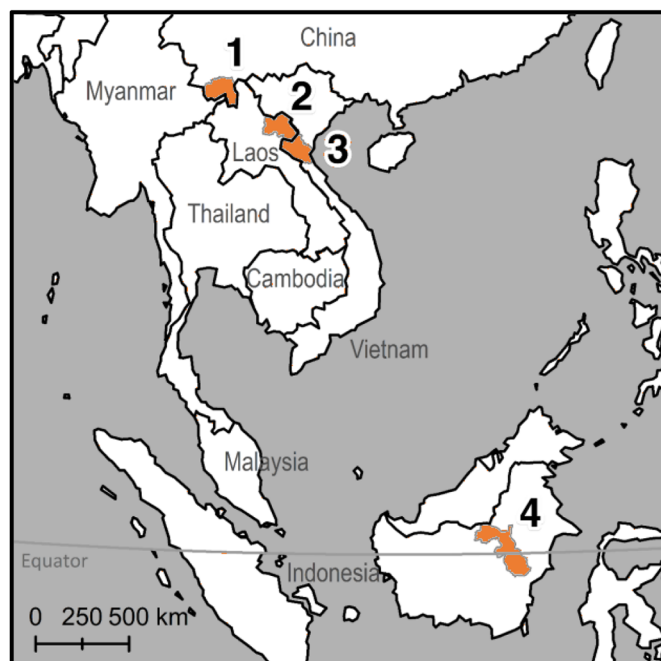 China
1
Myanmar
2
Laos
3
Thailand
Cambodia
Vietnam
Malaysia
4
Equator
Indonesia
0 250 500 km